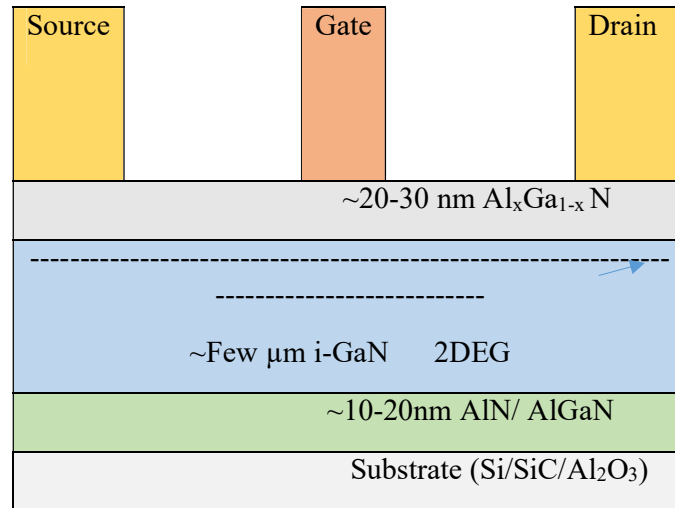 Source Gate Drain
~20-30 nm AlₓGa₁₋ₓ N
~Few µm i-GaN 2DEG
~10-20nm AlN/ AlGaN
Substrate (Si/SiC/Al₂O₃)